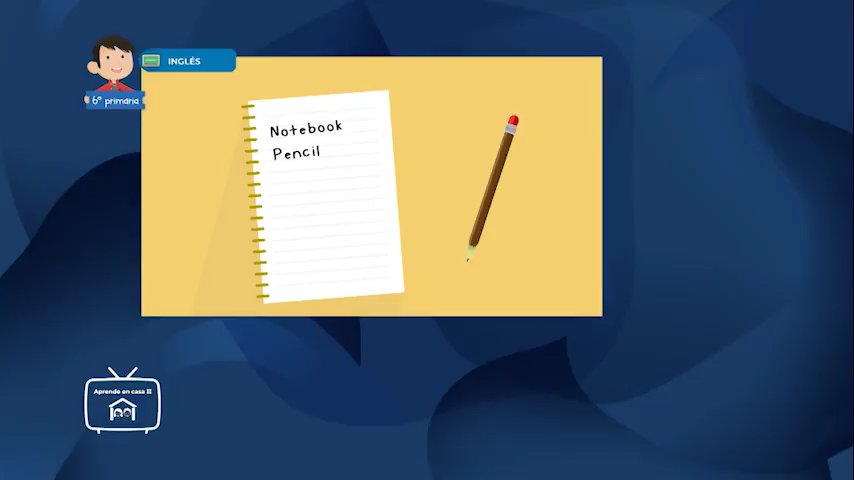 INGLÉS
6° primaria
Notebook
Pencil
Aprende en casa II